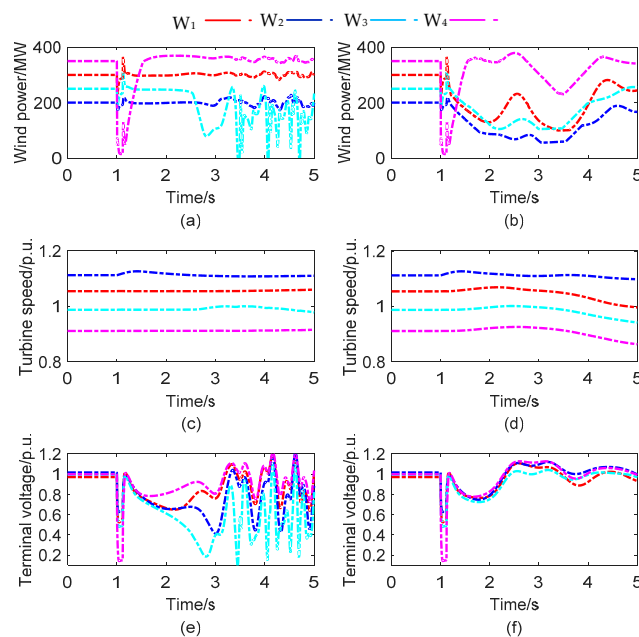 W1 W2 W3 W4
Wind power/MW
400
200
0
0 1 2 3 4 5
Time/s
(a)
Wind power/MW
400
200
0
0 1 2 3 4 5
Time/s
(b)
Turbine speed/p.u.
1.2
1
0.8
0 1 2 3 4 5
Time/s
(c)
Turbine speed/p.u.
1.2
1
0.8
0 1 2 3 4 5
Time/s
(d)
Terminal voltage/p.u.
1.2
1
0.8
0.6
0.4
0.2
0 1 2 3 4 5
Time/s
(e)
Terminal voltage/p.u.
1.2
1
0.8
0.6
0.4
0.2
0 1 2 3 4 5
Time/s
(f)